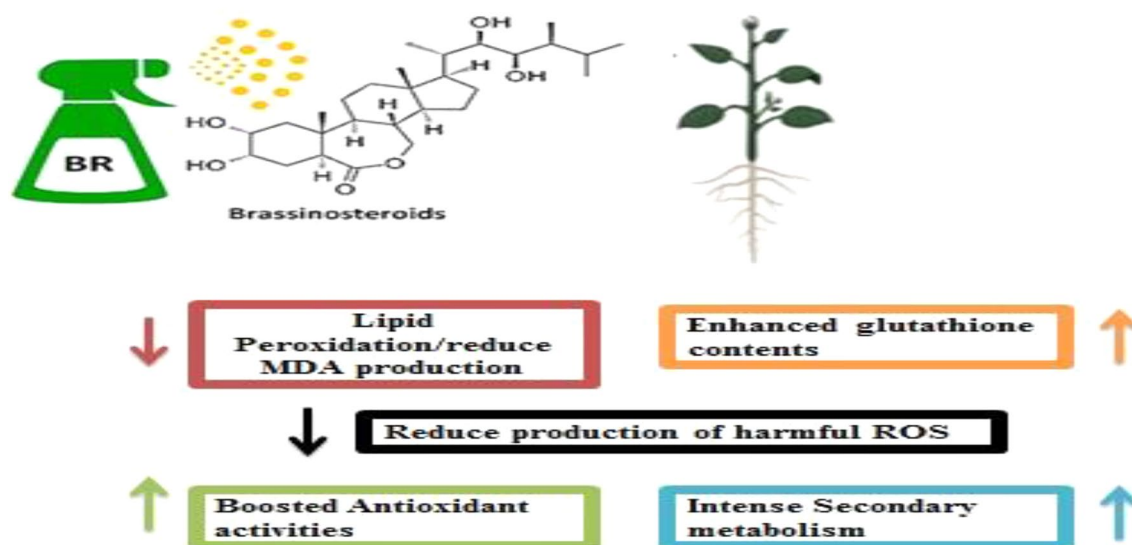 OH
HO
OH
H
H
H
H
HO
H
O
O
BR
Brassinosteroids
Lipid
Peroxidation/reduce
MDA production
Enhanced glutathione
contents
Reduce production of harmful ROS
Boosted Antioxidant
activities
Intense Secondary
metabolism